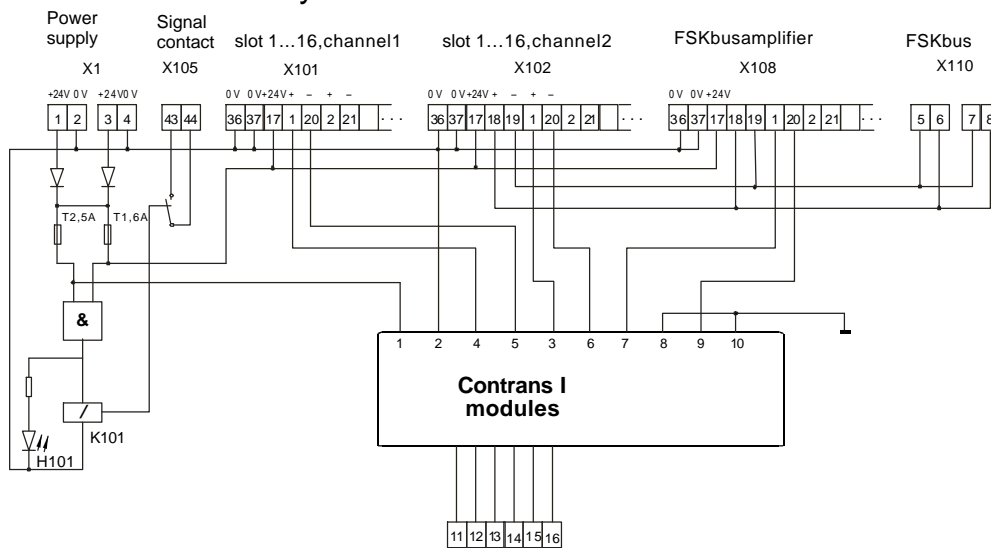 Power supply
Signal contact
slot 1...16,channel1
slot 1...16,channel2
FSKbusamplifier
FSKbus
X1
X105
X101
X102
X108
X110
+24V 0 V +24V0 V
0 V 0 V+24V + – + –
0 V 0 V+24V + – + –
0 V 0V +24V
1 2 3 4 43 44 36 37 17 1 20 2 21 ... 36 37 17 18 19 1 20 2 21 ... 36 37 17 18 19 1 20 2 21 ... 5 6 7 8
T2,5A T1,6A
&
1 2 4 5 3 6 7 8 9 10
Contrans I
modules
/
K101
H101
11 12 13 14 15 16